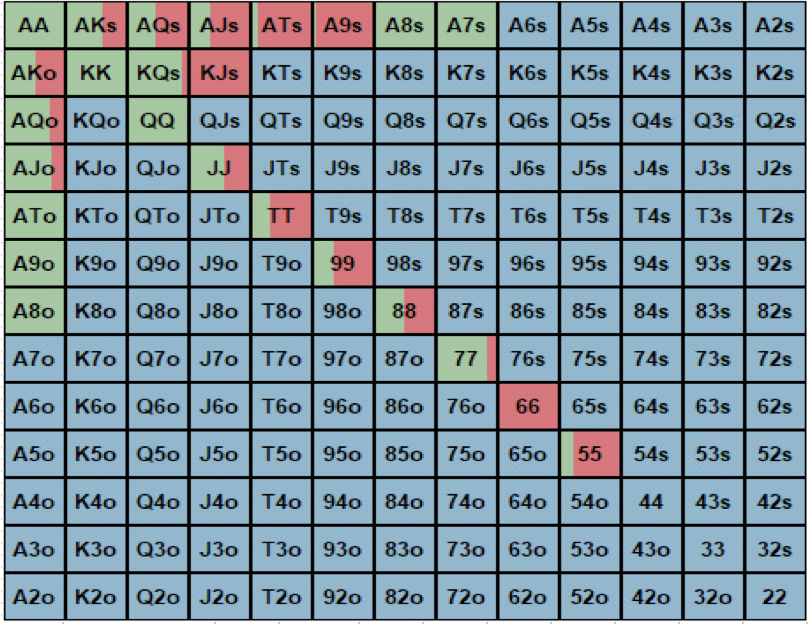 AA AKs AQs AJs ATs A9s A8s A7s A6s A5s A4s A3s A2s
AKo KK KQs KJs KTs K9s K8s K7s K6s K5s K4s K3s K2s
AQo KQo QQ QJs QTs Q9s Q8s Q7s Q6s Q5s Q4s Q3s Q2s
AJo KJo QJo JJ JTs J9s J8s J7s J6s J5s J4s J3s J2s
ATo KTo QTo JTo TT T9s T8s T7s T6s T5s T4s T3s T2s
A9o K9o Q9o J9o T9o 99 98s 97s 96s 95s 94s 93s 92s
A8o K8o Q8o J8o T8o 98o 88 87s 86s 85s 84s 83s 82s
A7o K7o Q7o J7o T7o 97o 87o 77 76s 75s 74s 73s 72s
A6o K6o Q6o J6o T6o 96o 86o 76o 66 65s 64s 63s 62s
A5o K5o Q5o J5o T5o 95o 85o 75o 65o 55 54s 53s 52s
A4o K4o Q4o J4o T4o 94o 84o 74o 64o 54o 44 43s 42s
A3o K3o Q3o J3o T3o 93o 83o 73o 63o 53o 43o 33 32s
A2o K2o Q2o J2o T2o 92o 82o 72o 62o 52o 42o 32o 22